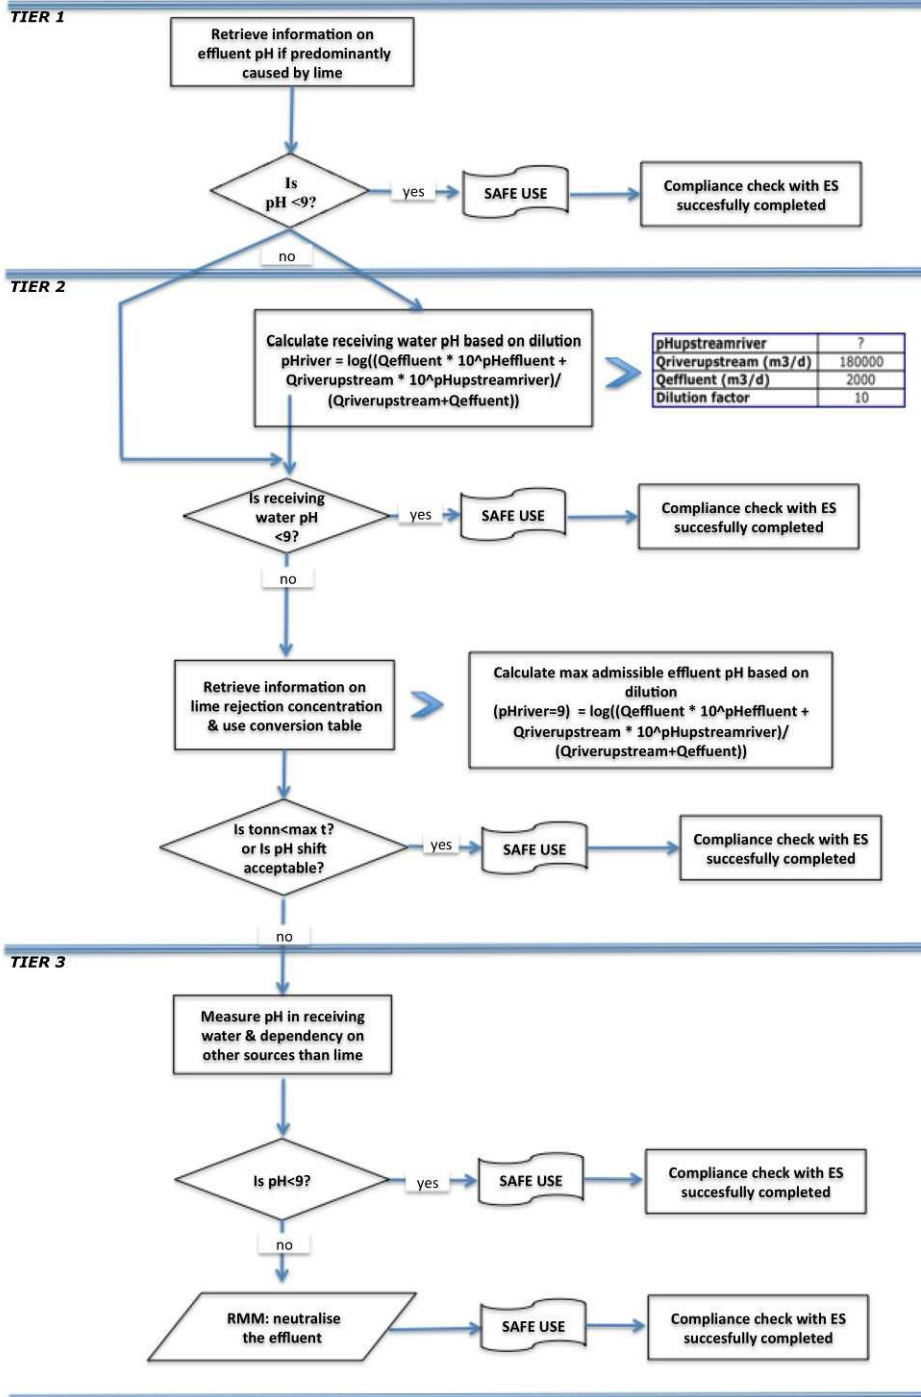 TIER 1
Retrieve information on
effluent pH if predominantly
caused by lime
Is
pH <9?
yes
SAFE USE
Compliance check with ES
succesfully completed
no
TIER 2
Calculate receiving water pH based on dilution
pHriver = log((Qeffluent * 10^pHeffluent +
Qriverupstream * 10^pHupstreamriver)/
(Qriverupstream+Qeffuent))
pHupstreamriver ?
Qriverupstream (m3/d) 180000
Qeffluent (m3/d) 2000
Dilution factor 10
Is receiving
water pH
<9?
yes
SAFE USE
Compliance check with ES
succesfully completed
no
Retrieve information on
lime rejection concentration
& use conversion table
Calculate max admissible effluent pH based on
dilution
(pHriver=9) = log((Qeffluent * 10^pHeffluent +
Qriverupstream * 10^pHupstreamriver)/
(Qriverupstream+Qeffuent))
Is tonn<max t?
or Is pH shift
acceptable?
yes
SAFE USE
Compliance check with ES
succesfully completed
no
TIER 3
Measure pH in receiving
water & dependency on
other sources than lime
Is pH<9?
yes
SAFE USE
Compliance check with ES
succesfully completed
no
RMM: neutralise
the effluent
SAFE USE
Compliance check with ES
succesfully completed